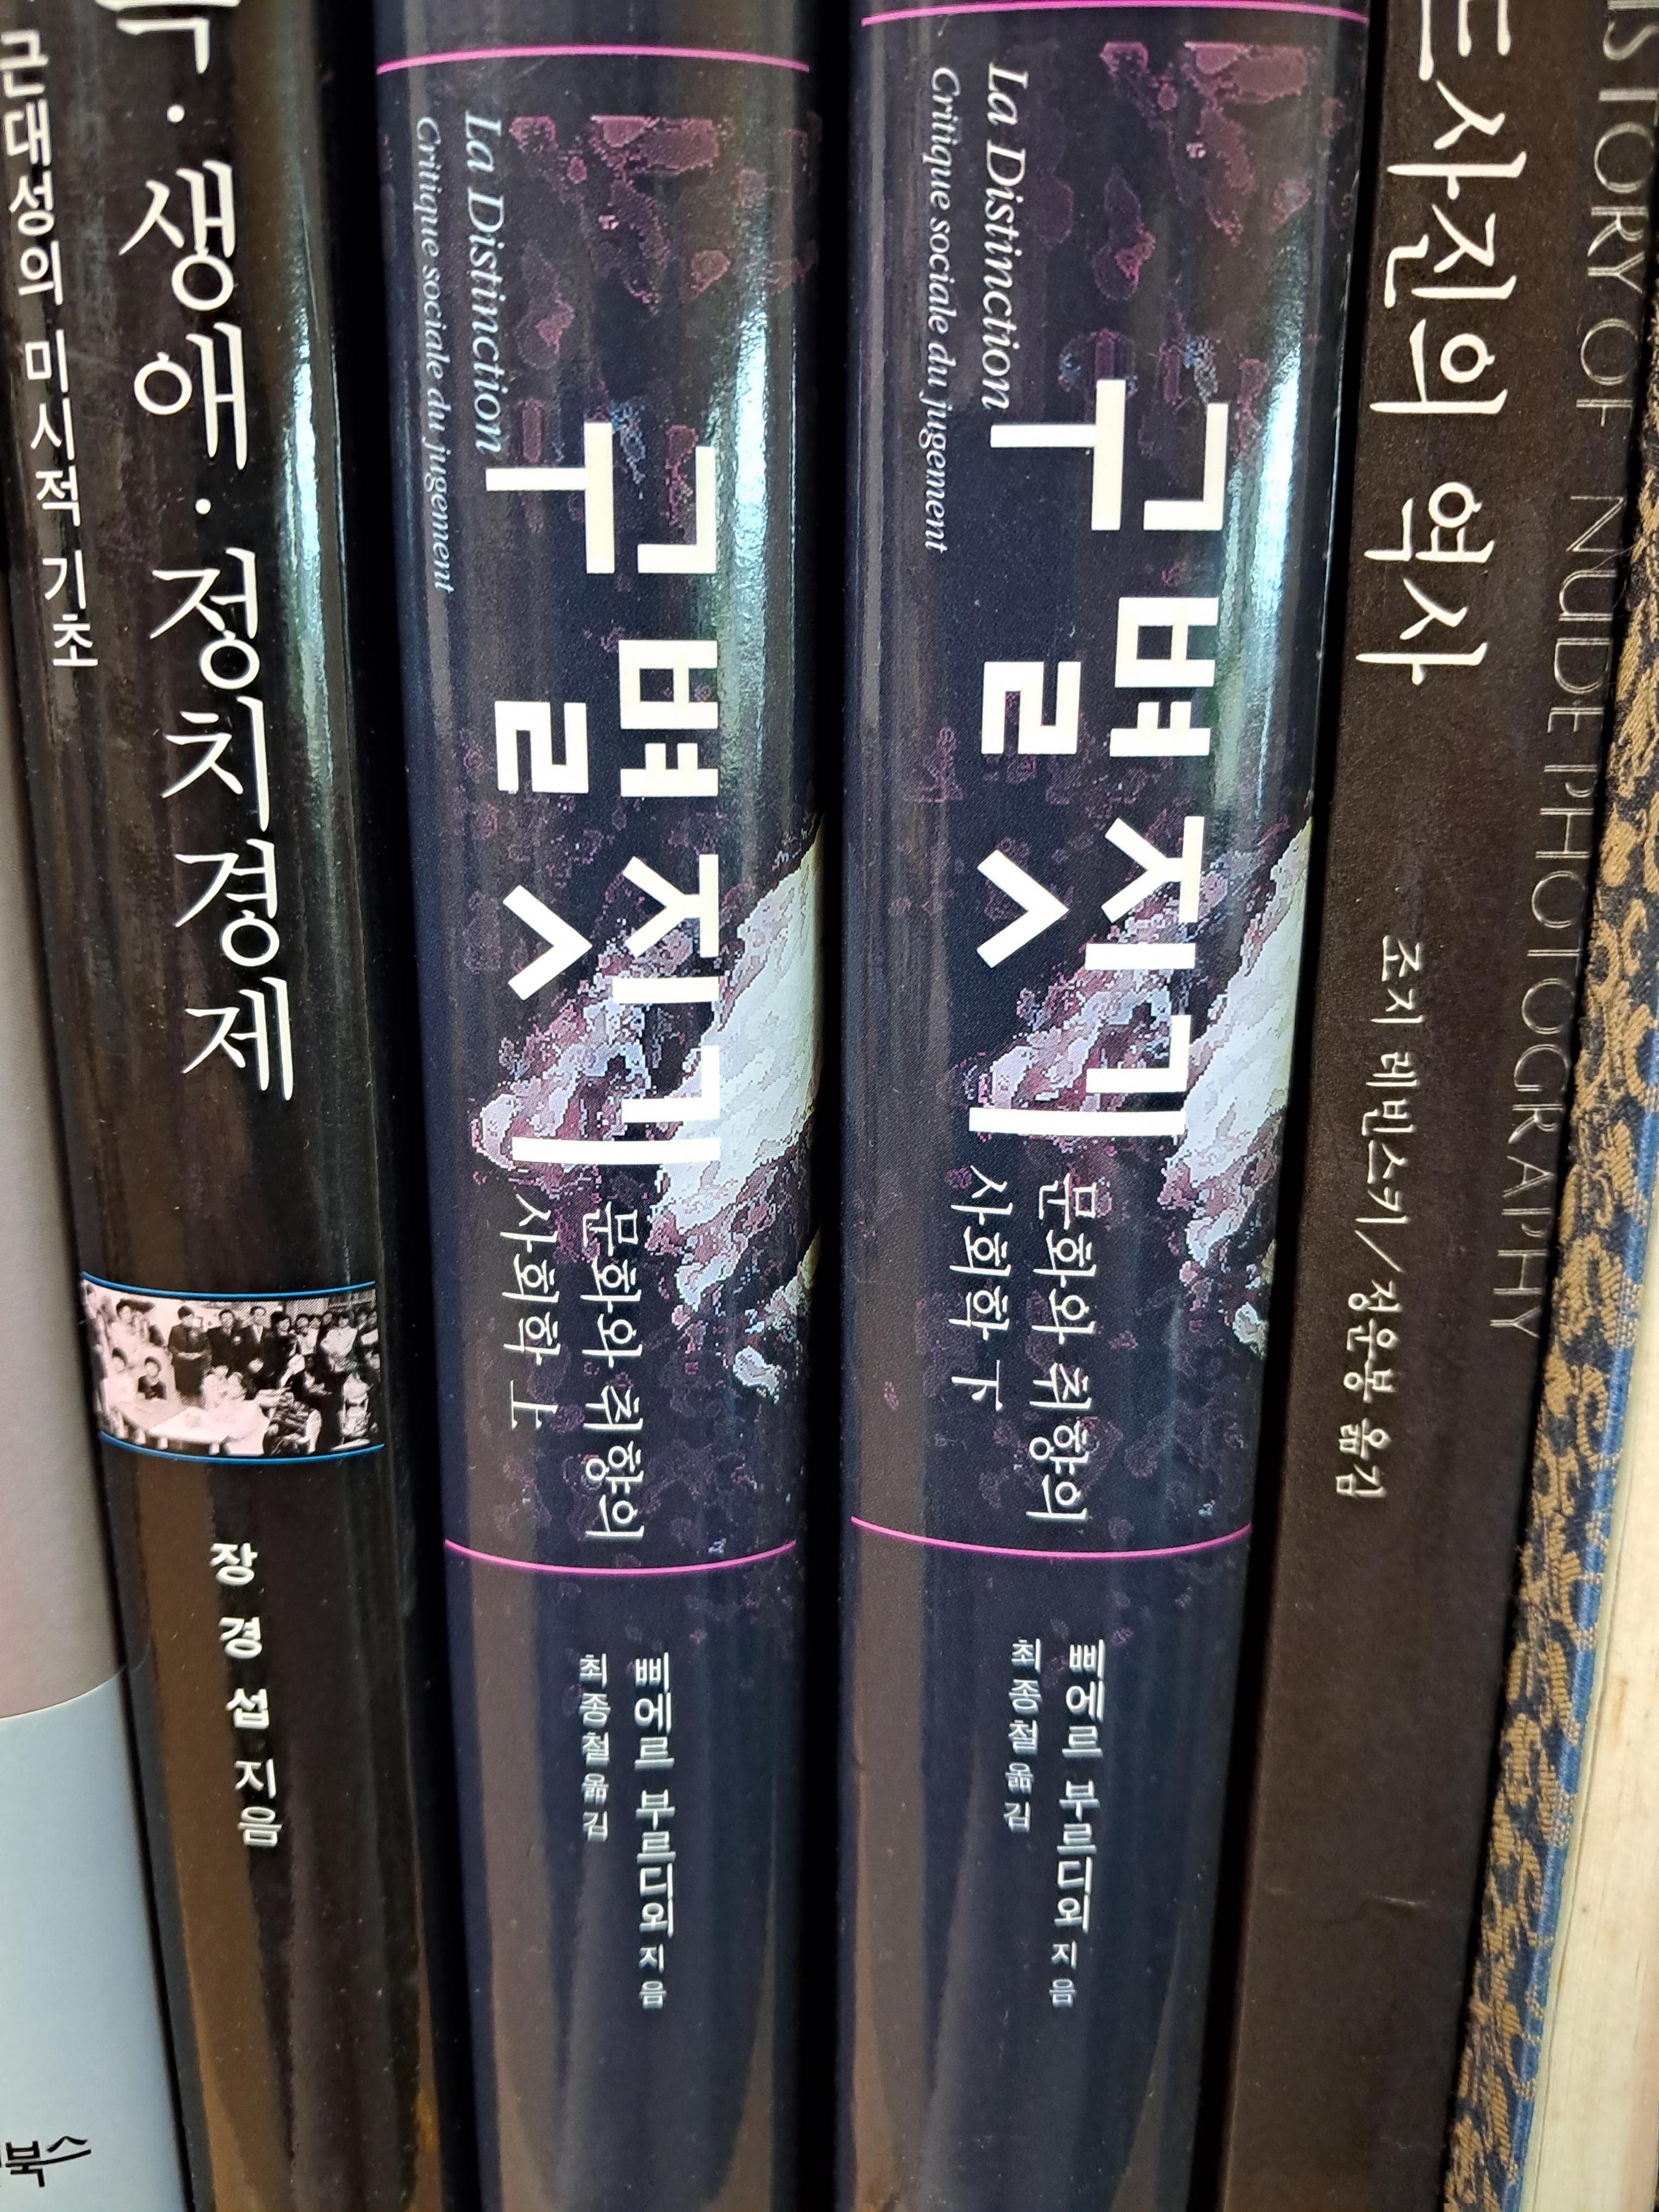 근대성의 미시적 기초
· 생애 · 정치경제
장경섭 지음
La Distinction
Critique sociale du jugement
구별짓기
문화와 취향의
사회학 上
삐에르 부르디외 지음
최종철 옮김
La Distinction
Critique sociale du jugement
구별짓기
문화와 취향의
사회학 下
삐에르 부르디외 지음
최종철 옮김
드사진의 역사
조지 레빈스키/정운봉 옮김
HISTORY OF NUDE PHOTOGRAPHY
북스